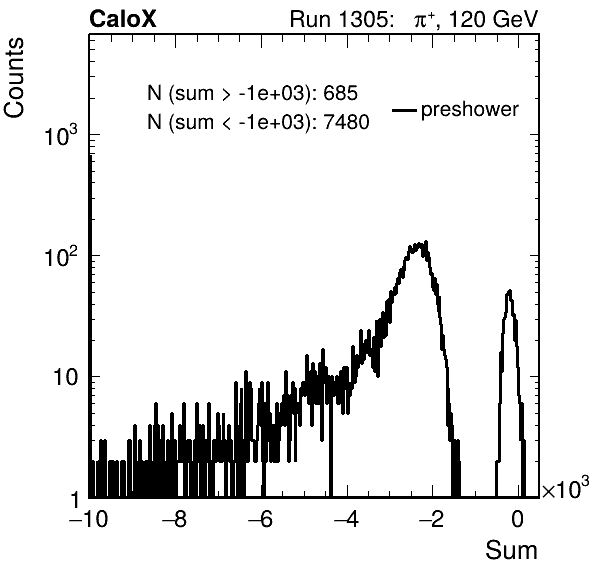 CaloX Run 1305: π⁺, 120 GeV
Counts
N (sum > -1e+03): 685
N (sum < -1e+03): 7480
preshower
10³
10²
10
1
−10 −8 −6 −4 −2 0
×10³
Sum